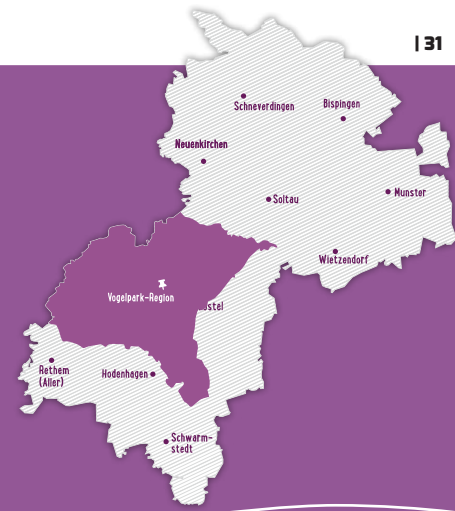 | 31
Schneverdingen
Bispingen
Neuenkirchen
Munster
Soltau
Wietzendorf
Vogelpark-Region
Rethem
(Aller)
Hodenhagen
Schwarm-
stedt